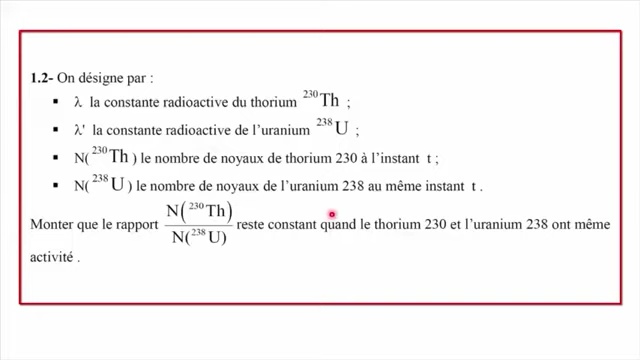 1.2- On désigne par :
▪ λ la constante radioactive du thorium ²³⁰Th ;
▪ λ' la constante radioactive de l'uranium ²³⁸U ;
▪ N( ²³⁰Th ) le nombre de noyaux de thorium 230 à l'instant t ;
▪ N( ²³⁸U ) le nombre de noyaux de l'uranium 238 au même instant t .
Monter que le rapport N(²³⁰Th)/N(²³⁸U) reste constant quand le thorium 230 et l'uranium 238 ont même
activité .